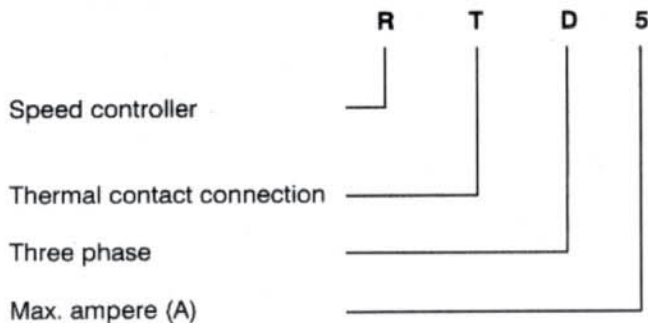 R T D 5
Speed controller
Thermal contact connection
Three phase
Max. ampere (A)